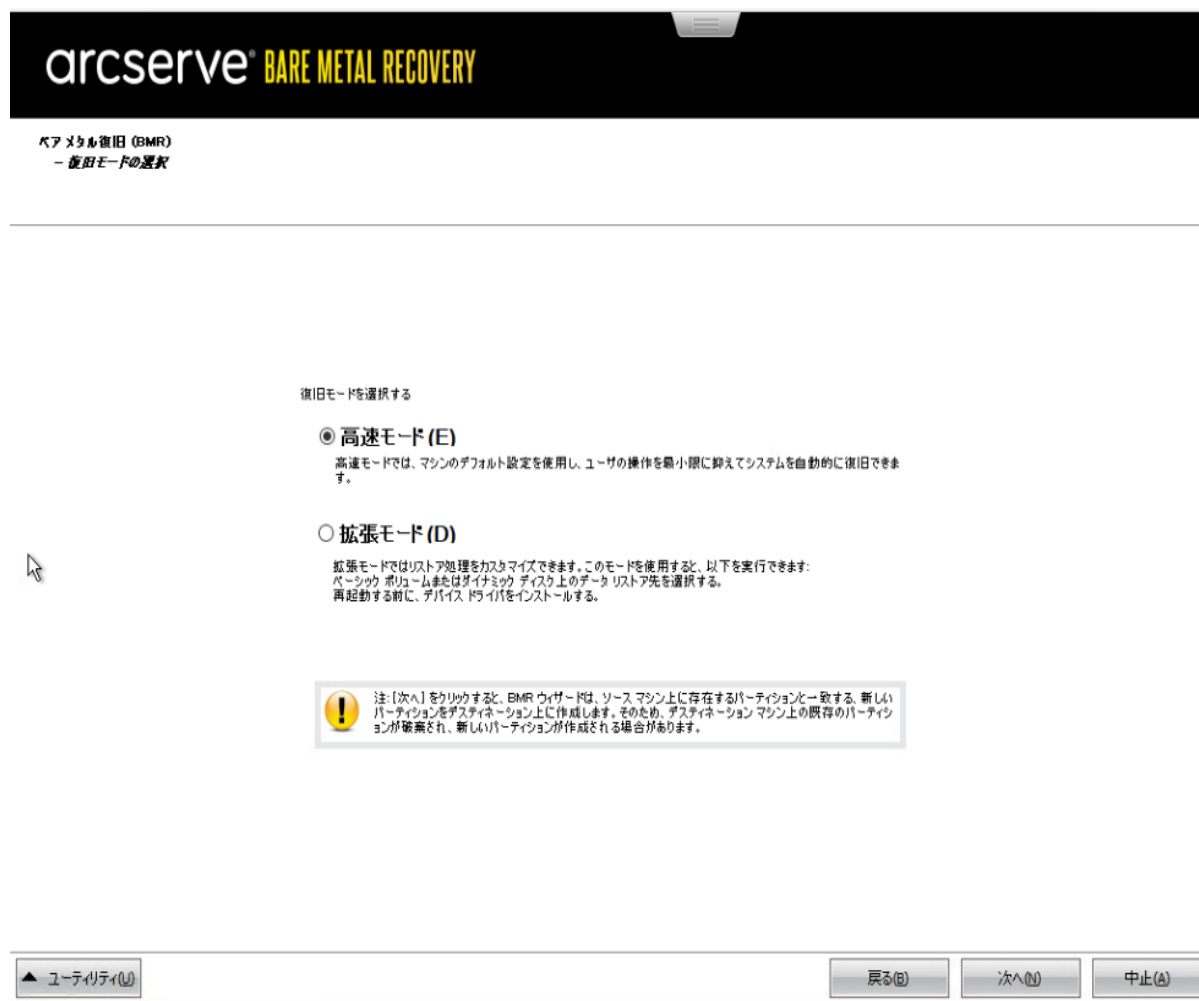 arcserve® BARE METAL RECOVERY
ベア メタル復旧 (BMR)
– 復旧モードの選択
復旧モードを選択する
高速モード(E)
高速モードでは、マシンのデフォルト設定を使用し、ユーザの操作を最小限に抑えてシステムを自動的に復旧できま
す。
拡張モード(D)
拡張モードではリストア処理をカスタマイズできます。このモードを使用すると、以下を実行できます:
ベーシック ボリュームまたはダイナミック ディスク上のデータ リストア先を選択する。
再起動する前に、デバイス ドライバをインストールする。
注: [次へ] をクリックすると、BMR ウィザードは、ソース マシン上に存在するパーティションと一致する、新しい
パーティションをデスティネーション上に作成します。そのため、デスティネーション マシン上の既存のパーティシ
ョンが破棄され、新しいパーティションが作成される場合があります。
▲ ユーティリティ(U)
戻る(B)
次へ(N)
中止(A)